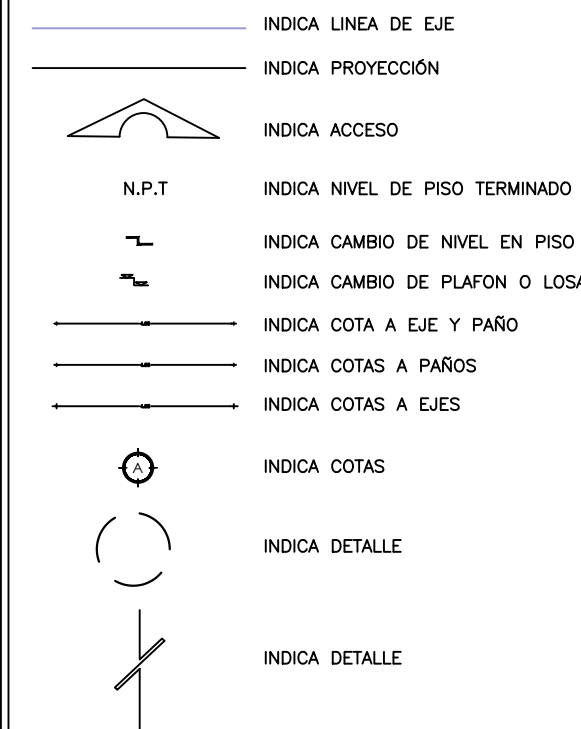 INDICA LINEA DE EJE
INDICA PROYECCIÓN
INDICA ACCESO
N.P.T INDICA NIVEL DE PISO TERMINADO
INDICA CAMBIO DE NIVEL EN PISO
INDICA CAMBIO DE PLAFON O LOSA
INDICA COTA A EJE Y PAÑO
INDICA COTAS A PAÑOS
INDICA COTAS A EJES
A INDICA COTAS
INDICA DETALLE
INDICA DETALLE